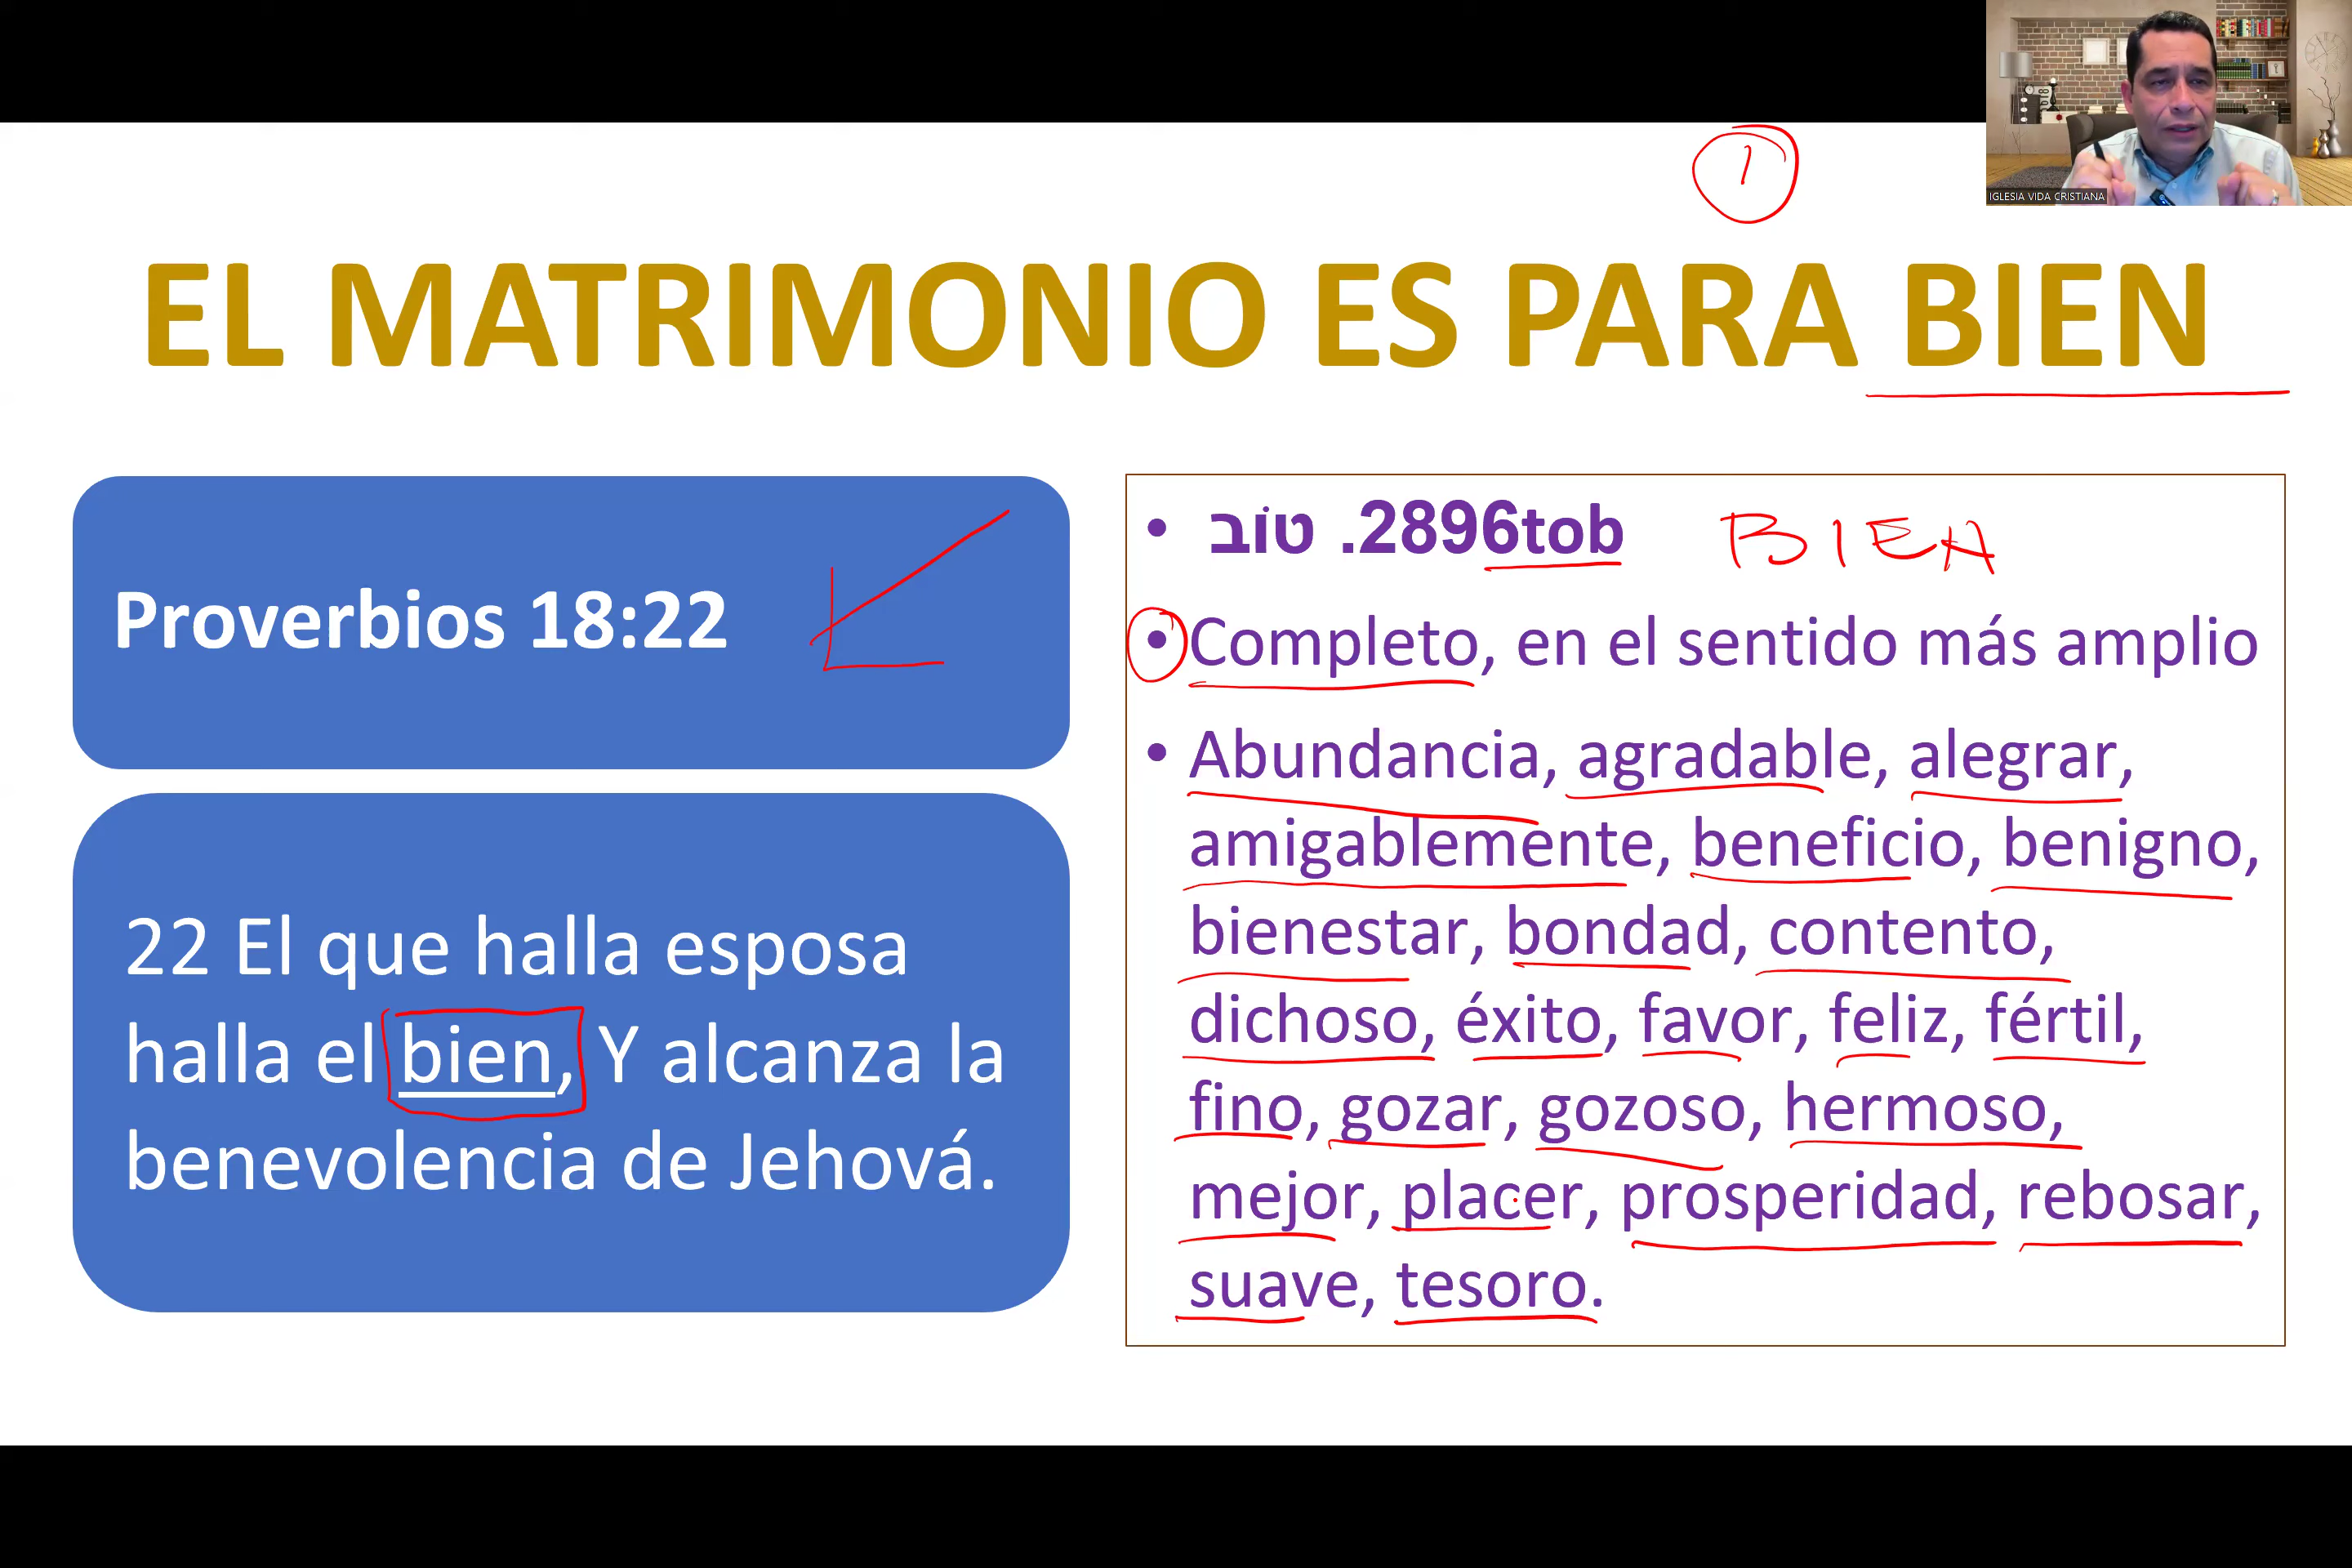 IGLESIA VIDA CRISTIANA
1
EL MATRIMONIO ES PARA BIEN
Proverbios 18:22
22 El que halla esposa
halla el bien, Y alcanza la
benevolencia de Jehová.
• טוֹב .2896tob BIEN
• Completo, en el sentido más amplio
• Abundancia, agradable, alegrar,
amigablemente, beneficio, benigno,
bienestar, bondad, contento,
dichoso, éxito, favor, feliz, fértil,
fino, gozar, gozoso, hermoso,
mejor, placer, prosperidad, rebosar,
suave, tesoro.